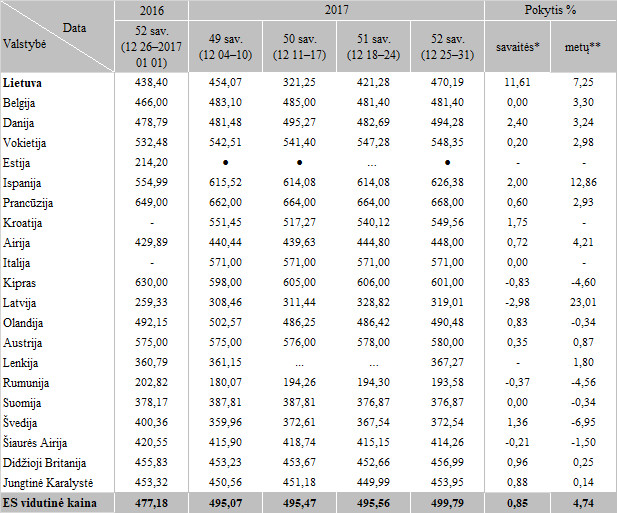 Valstybė Data 2016 2017 Pokytis %
52 sav. (12 26–2017 01 01) 49 sav. (12 04–10) 50 sav. (12 11–17) 51 sav. (12 18–24) 52 sav. (12 25–31) savaitės* metų**
Lietuva 438,40 454,07 321,25 421,28 470,19 11,61 7,25
Belgija 466,00 483,10 485,00 481,40 481,40 0,00 3,30
Danija 478,79 481,48 495,27 482,69 494,28 2,40 3,24
Vokietija 532,48 542,51 541,40 547,28 548,35 0,20 2,98
Estija 214,20 ● ● ... ● - -
Ispanija 554,99 615,52 614,08 614,08 626,38 2,00 12,86
Prancūzija 649,00 662,00 664,00 664,00 668,00 0,60 2,93
Kroatija - 551,45 517,27 540,12 549,56 1,75 -
Airija 429,89 440,44 439,63 444,80 448,00 0,72 4,21
Italija - 571,00 571,00 571,00 571,00 0,00 -
Kipras 630,00 598,00 605,00 606,00 601,00 -0,83 -4,60
Latvija 259,33 308,46 311,44 328,82 319,01 -2,98 23,01
Olandija 492,15 502,57 486,25 486,42 490,48 0,83 -0,34
Austrija 575,00 575,00 576,00 578,00 580,00 0,35 0,87
Lenkija 360,79 361,15 ... ... 367,27 - 1,80
Rumunija 202,82 180,07 194,26 194,30 193,58 -0,37 -4,56
Suomija 378,17 387,81 387,81 376,87 376,87 0,00 -0,34
Švedija 400,36 359,96 372,61 367,54 372,54 1,36 -6,95
Šiaurės Airija 420,55 415,90 418,74 415,15 414,26 -0,21 -1,50
Didžioji Britanija 455,83 453,23 453,67 452,66 456,99 0,96 0,25
Jungtinė Karalystė 453,32 450,56 451,18 449,99 453,95 0,88 0,14
ES vidutinė kaina 477,18 495,07 495,47 495,56 499,79 0,85 4,74